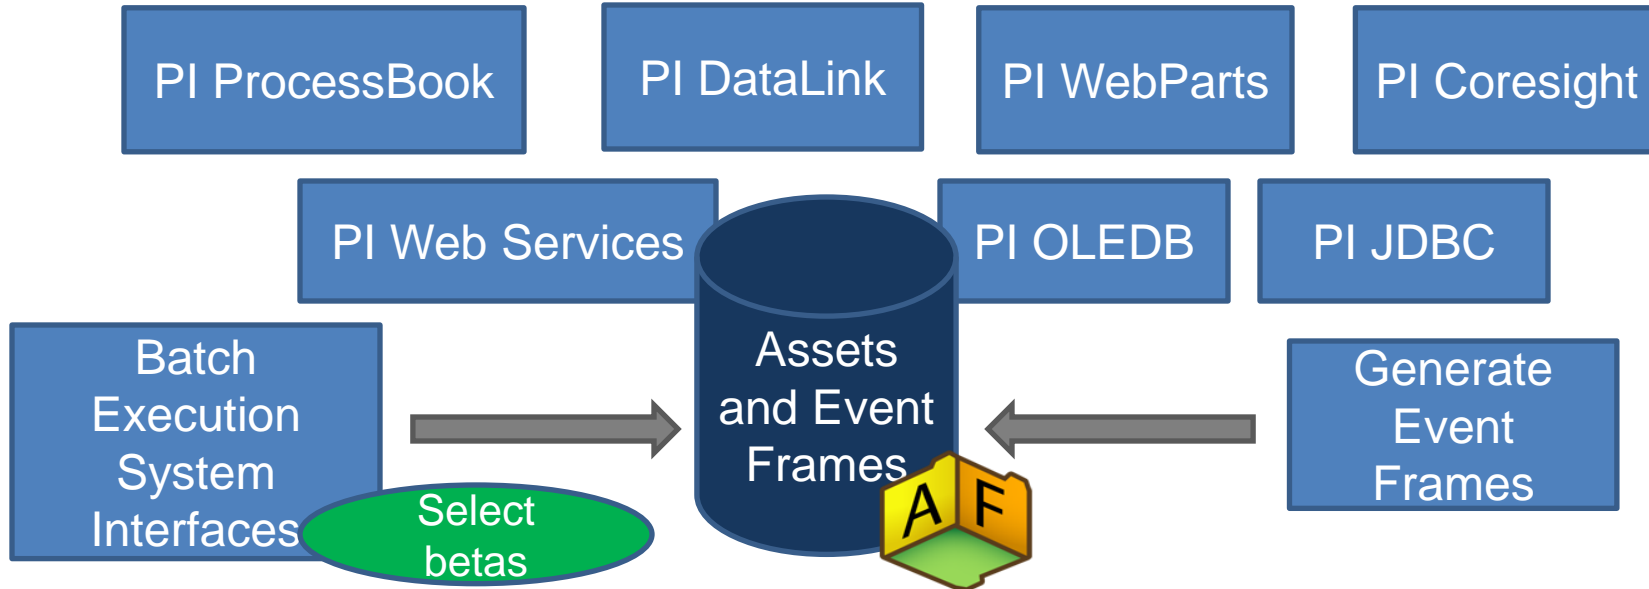 PI ProcessBook
PI DataLink
PI WebParts
PI Coresight
PI Web Services
PI OLEDB
PI JDBC
Batch
Execution
System
Interfaces
Select
betas
Assets
and Event
Frames
A F
Generate
Event
Frames